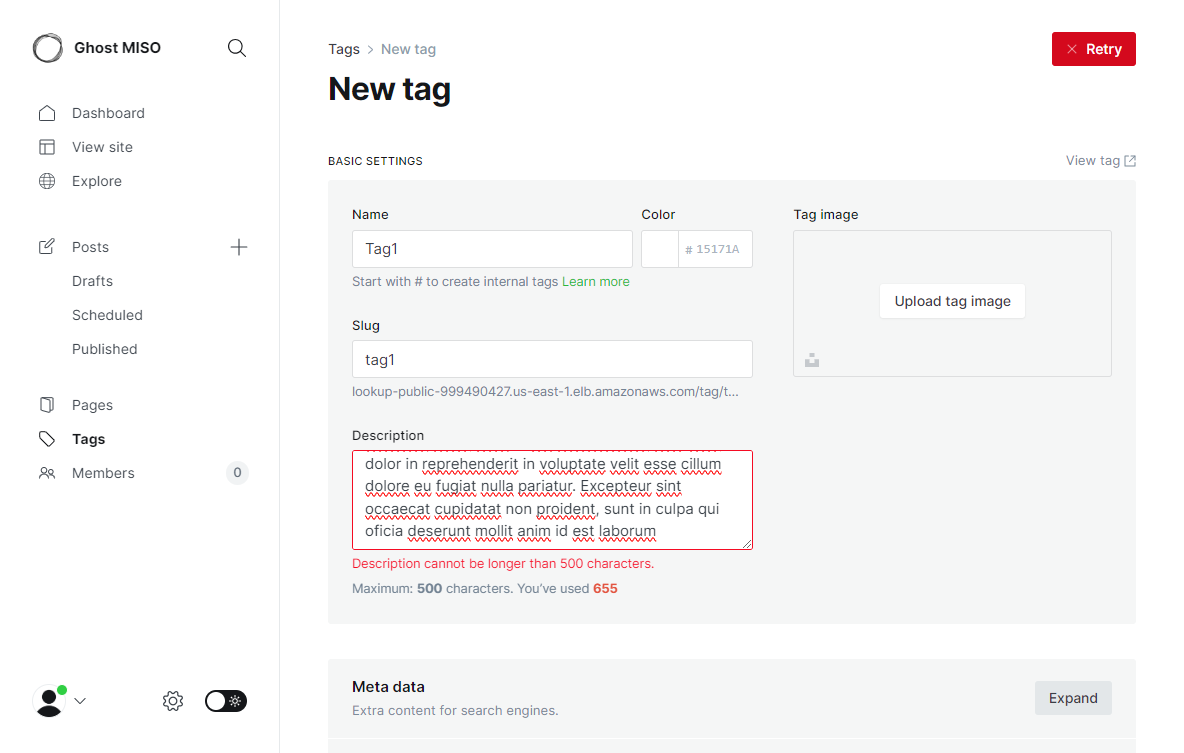 Ghost MISO
Dashboard
View site
Explore
Posts
Drafts
Scheduled
Published
Pages
Tags
Members
0
Tags > New tag
Retry
New tag
BASIC SETTINGS
View tag
Name
Tag1
Start with # to create internal tags Learn more
Color
# 15171A
Slug
tag1
lookup-public-999490427.us-east-1.elb.amazonaws.com/tag/t...
Description
dolor in reprehenderit in voluptate velit esse cillum
dolore eu fugiat nulla pariatur. Excepteur sint
occaecat cupidatat non proident, sunt in culpa qui
oficia deserunt mollit anim id est laborum
Description cannot be longer than 500 characters.
Maximum: 500 characters. You’ve used 655
Tag image
Upload tag image
Meta data
Extra content for search engines.
Expand